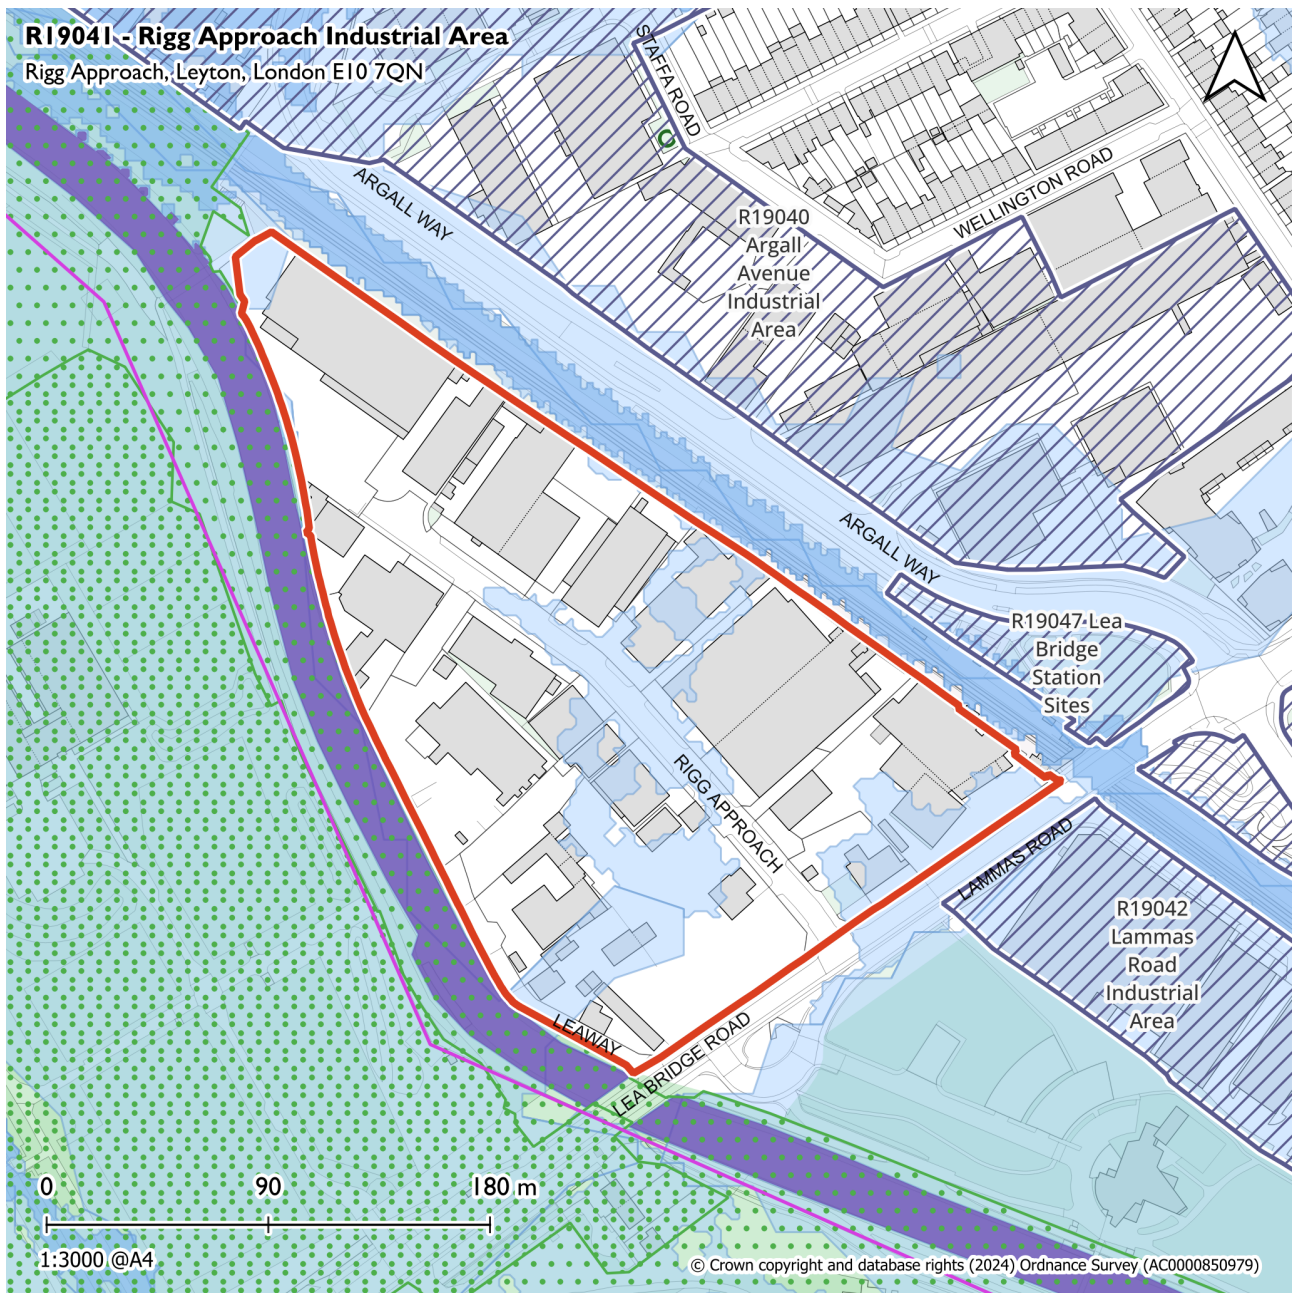 R19041 - Rigg Approach Industrial Area
Rigg Approach, Leyton, London E10 7QN
STAFFA ROAD
ARGALL WAY
WELLINGTON ROAD
R19040
Argall
Avenue
Industrial
Area
ARGALL WAY
R19047 Lea
Bridge
Station
Sites
RIGG APPROACH
LAMMAS ROAD
R19042
Lammas
Road
Industrial
Area
LEAWAY
LEA BRIDGE ROAD
0 90 180 m
1:3000 @A4
© Crown copyright and database rights (2024) Ordnance Survey (AC0000850979)